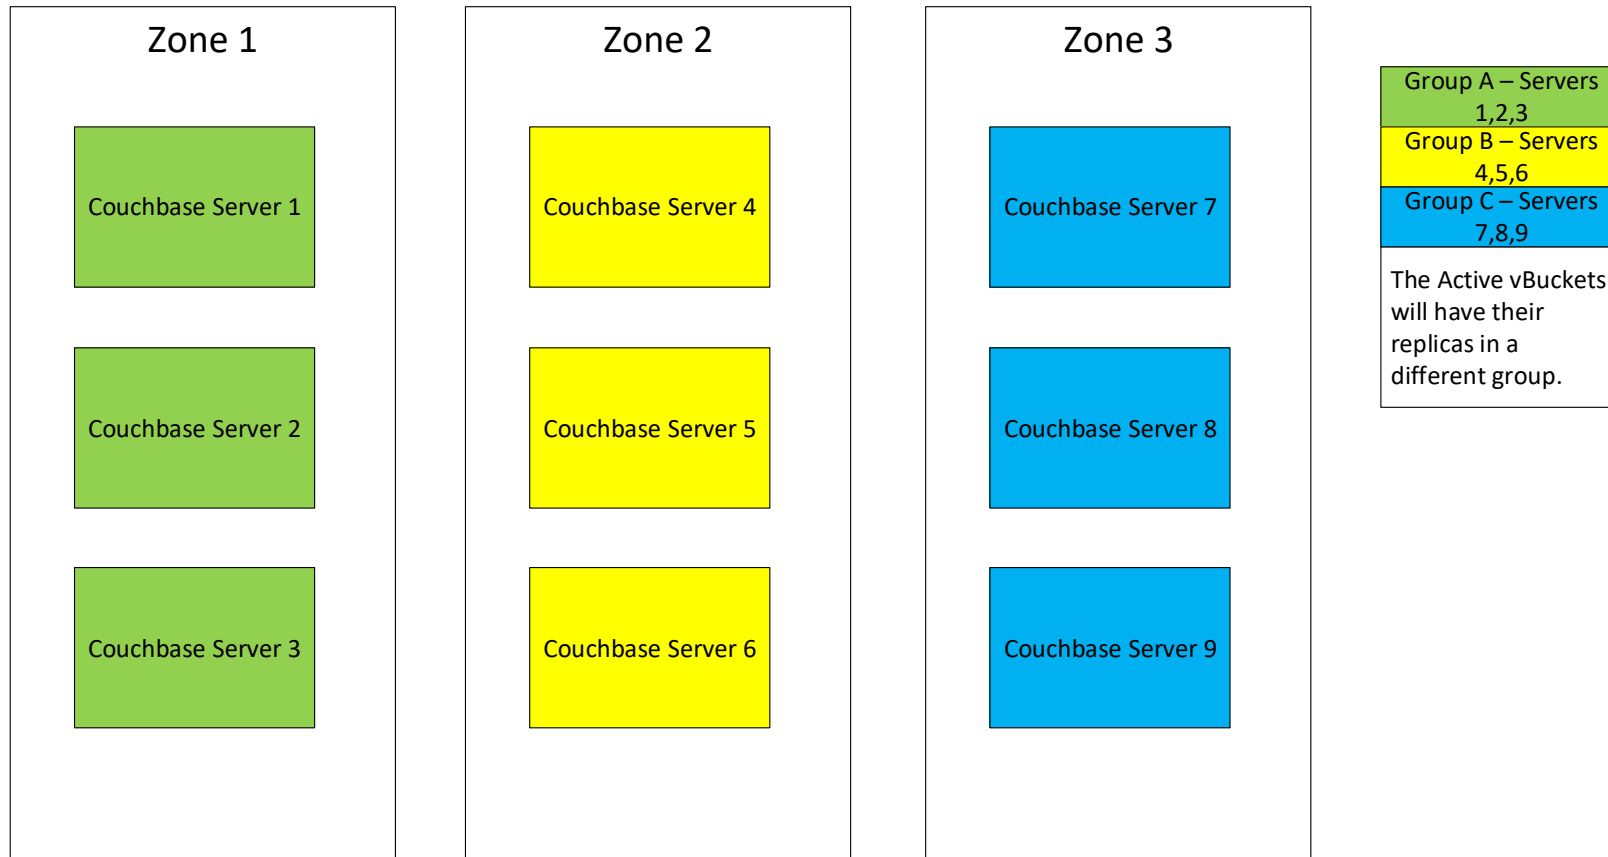 Zone 1
Couchbase Server 1
Couchbase Server 2
Couchbase Server 3
Zone 2
Couchbase Server 4
Couchbase Server 5
Couchbase Server 6
Zone 3
Couchbase Server 7
Couchbase Server 8
Couchbase Server 9
Group A – Servers
1,2,3
Group B – Servers
4,5,6
Group C – Servers
7,8,9
The Active vBuckets
will have their
replicas in a
different group.